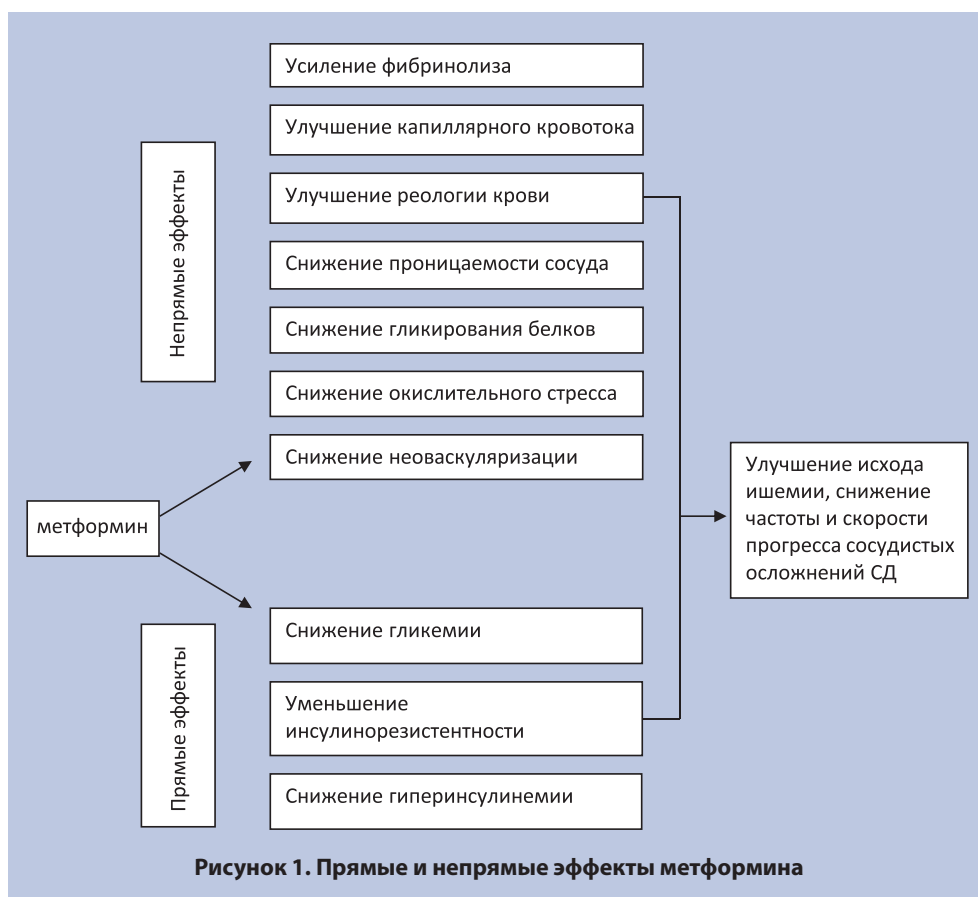 Непрямые эффекты
Усиление фибринолиза
Улучшение капиллярного кровотока
Улучшение реологии крови
Снижение проницаемости сосуда
Снижение гликирования белков
Снижение окислительного стресса
Снижение неоваскуляризации
метформин
Улучшение исхода
ишемии, снижение
частоты и скорости
прогресса сосудистых
осложнений СД
Прямые эффекты
Снижение гликемии
Уменьшение
инсулинорезистентности
Снижение гиперинсулинемии
Рисунок 1. Прямые и непрямые эффекты метформина